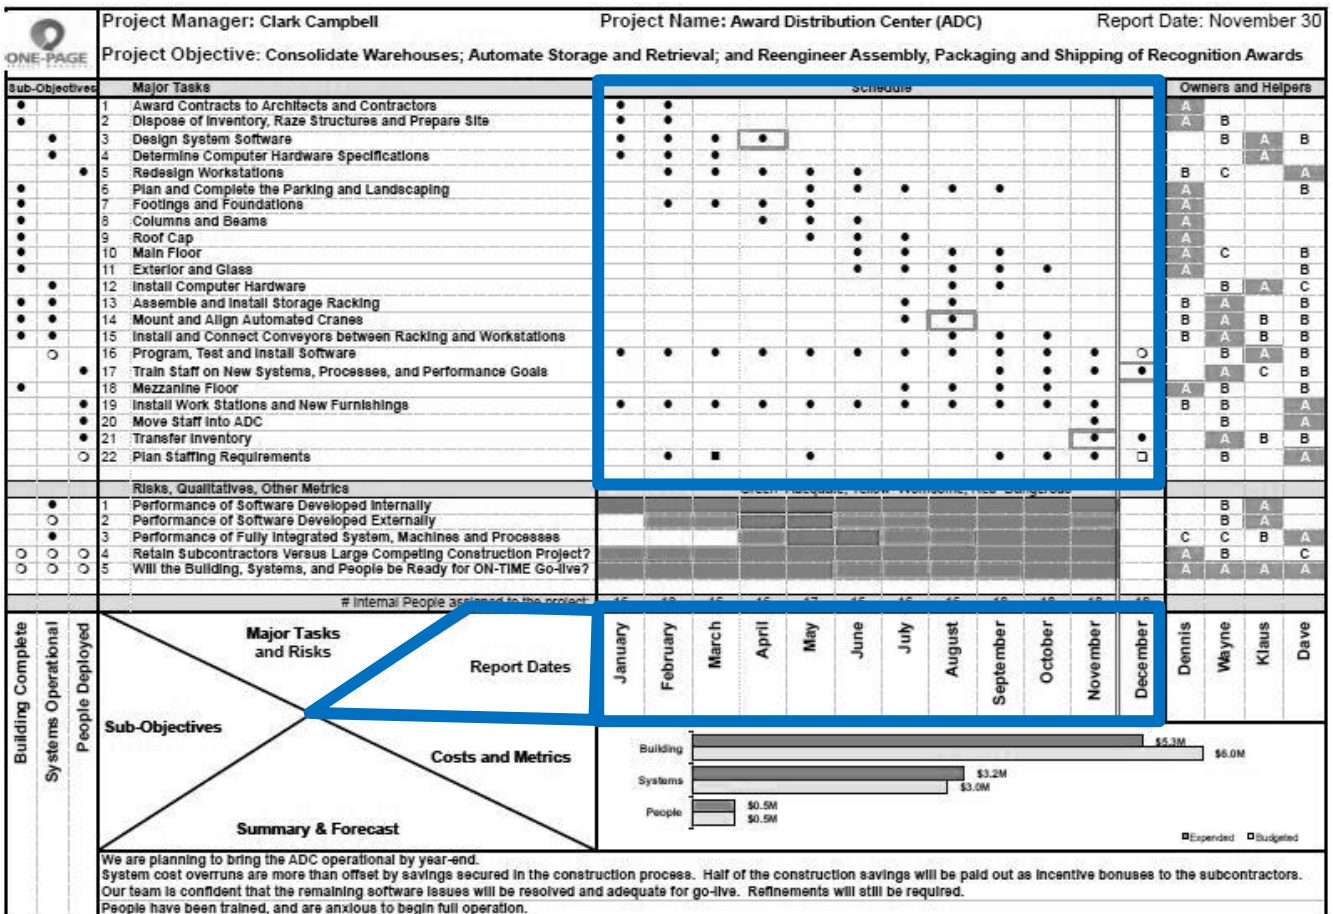 Project Manager: Clark Campbell Project Name: Award Distribution Center (ADC) Report Date: November 30
ONE-PAGE
Project Objective: Consolidate Warehouses; Automate Storage and Retrieval; and Reengineer Assembly, Packaging and Shipping of Recognition Awards
Sub-Objectives Major Tasks Schedule Owners and Helpers
1 Award Contracts to Architects and Contractors A
2 Dispose of Inventory, Raze Structures and Prepare Site A B
3 Design System Software B A B
4 Determine Computer Hardware Specifications A
5 Redesign Workstations B C A
6 Plan and Complete the Parking and Landscaping A B
7 Footings and Foundations A
8 Columns and Beams A
9 Roof Cap A
10 Main Floor A C B
11 Exterior and Glass A B
12 Install Computer Hardware B A C
13 Assemble and Install Storage Racking B A B
14 Mount and Align Automated Cranes B A B B
15 Install and Connect Conveyors between Racking and Workstations B A B B
16 Program, Test and Install Software B A B
17 Train Staff on New Systems, Processes, and Performance Goals A C B
18 Mezzanine Floor A B B
19 Install Work Stations and New Furnishings B B A
20 Move Staff into ADC B A
21 Transfer Inventory A B B
22 Plan Staffing Requirements B A
Risks, Qualitatives, Other Metrics
1 Performance of Software Developed Internally B A
2 Performance of Software Developed Externally B A
3 Performance of Fully Integrated System, Machines and Processes C C B A
4 Retain Subcontractors Versus Large Competing Construction Project? A B C
5 Will the Building, Systems, and People be Ready for ON-TIME Go-live? A A A A
# Internal People assigned to the project:
Building Complete
Systems Operational
People Deployed
Major Tasks
and Risks
Report Dates
Sub-Objectives
Costs and Metrics
Summary & Forecast
January
February
March
April
May
June
July
August
September
October
November
December
Dennis
Wayne
Klaus
Dave
Building $5.3M
$6.0M
Systems $3.2M
$3.0M
People $0.5M
$0.5M
Expended Budgeted
We are planning to bring the ADC operational by year-end.
System cost overruns are more than offset by savings secured in the construction process. Half of the construction savings will be paid out as incentive bonuses to the subcontractors.
Our team is confident that the remaining software issues will be resolved and adequate for go-live. Refinements will still be required.
People have been trained, and are anxious to begin full operation.